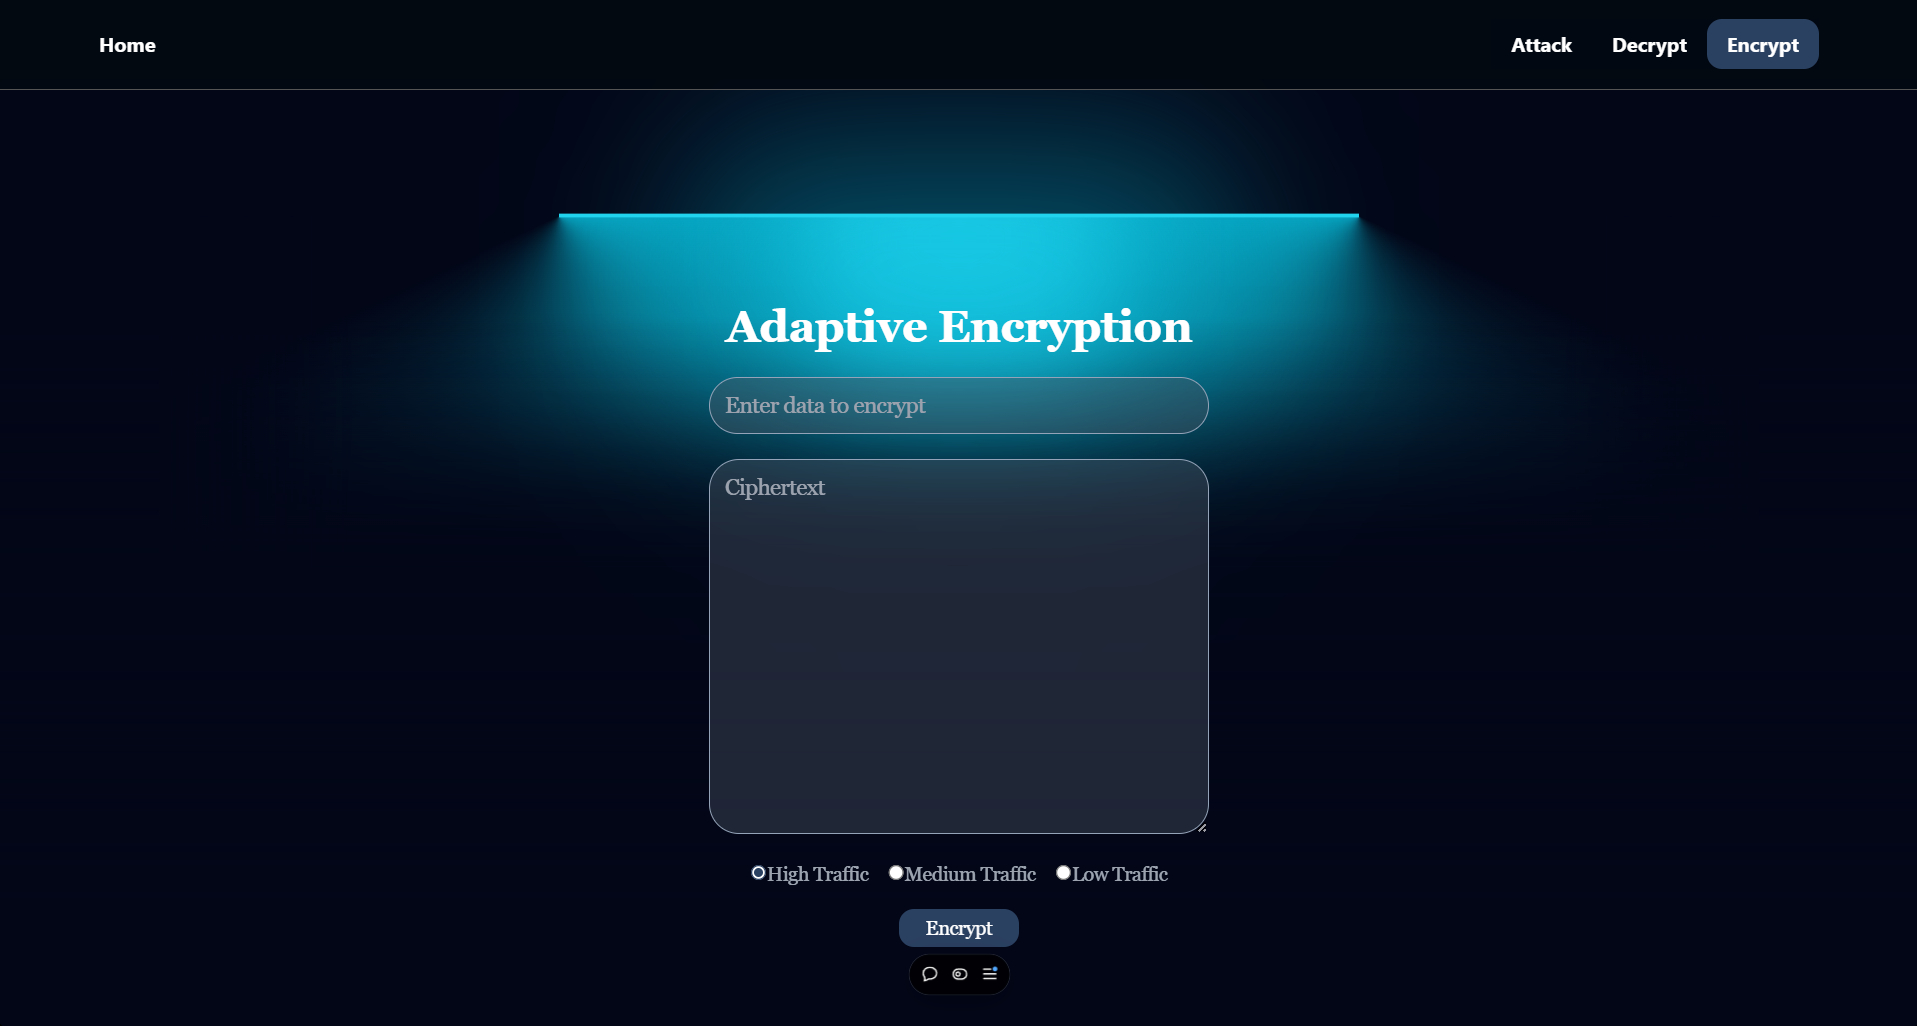 Home Attack Decrypt Encrypt
Adaptive Encryption
Enter data to encrypt
Ciphertext
High Traffic Medium Traffic Low Traffic
Encrypt